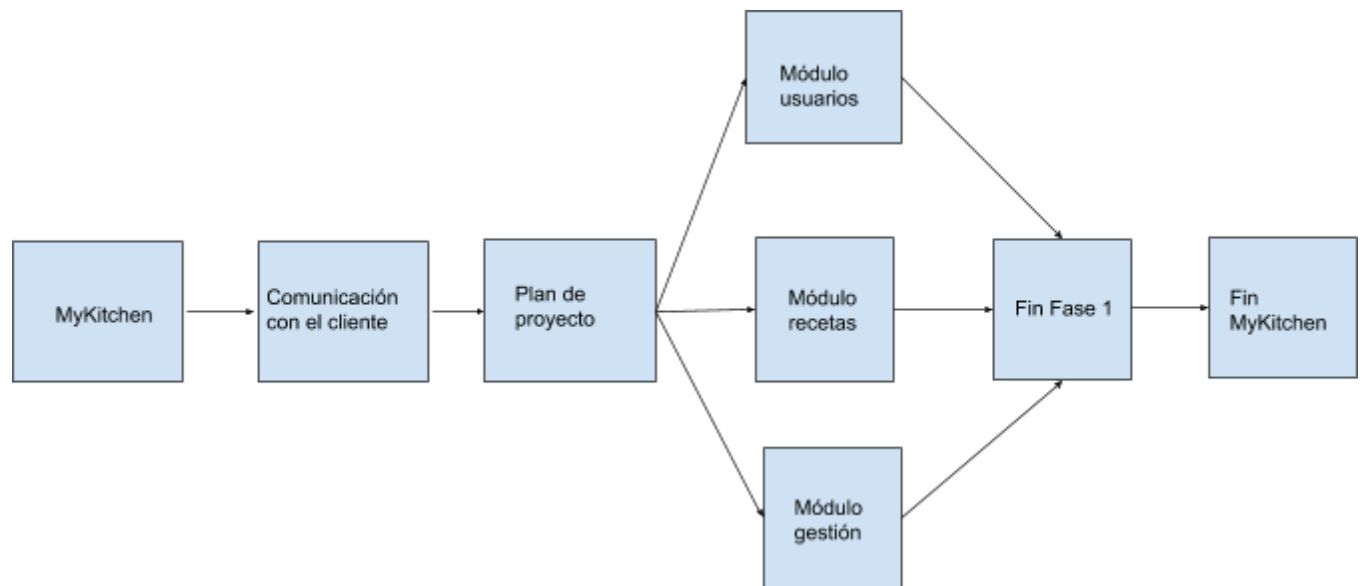 Módulo
usuarios
MyKitchen
Comunicación
con el cliente
Plan de
proyecto
Módulo
recetas
Fin Fase 1
Fin
MyKitchen
Módulo
gestión